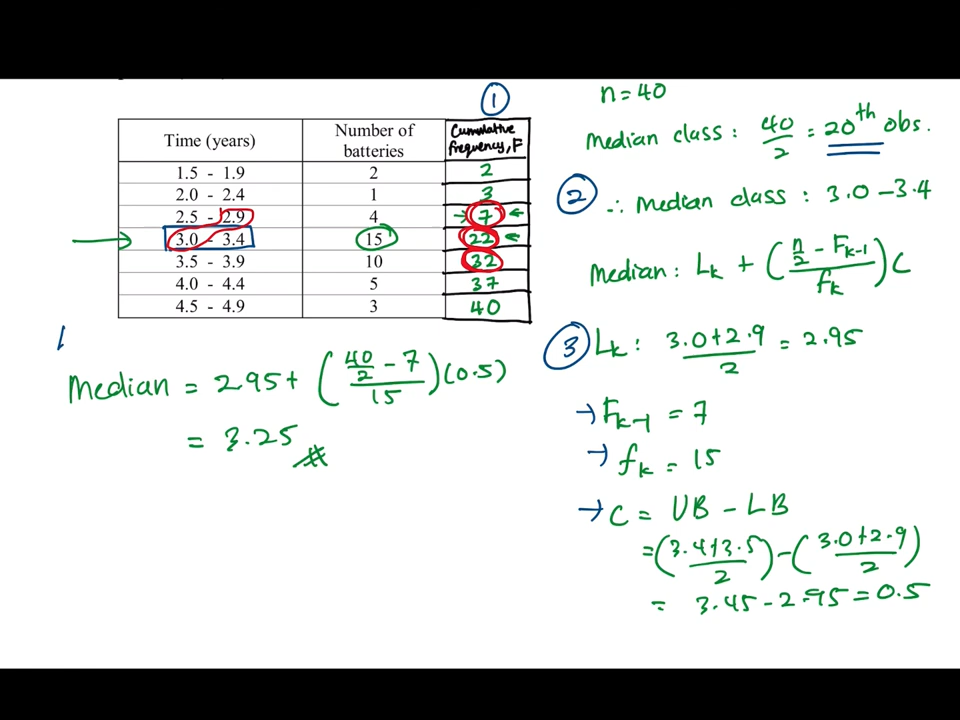 ①
n = 40
Time (years) Number of batteries Cumulative frequency, F
1.5 - 1.9 2 2
2.0 - 2.4 1 3
2.5 - 2.9 4 → 7 ←
→ 3.0 - 3.4 15 22 ←
3.5 - 3.9 10 32
4.0 - 4.4 5 37
4.5 - 4.9 3 40
Median = 2.95 + ( (40/2 - 7) / 15 ) (0.5)
= 3.25 #
median class : 40/2 = 20th obs.
② ∴ median class : 3.0 - 3.4
Median : Lk + ( (n/2 - Fk-1) / fk ) C
③ Lk : (3.0 + 2.9) / 2 = 2.95
→ Fk-1 = 7
→ fk = 15
→ C = UB - LB
= ( (3.4 + 3.5) / 2 ) - ( (3.0 + 2.9) / 2 )
= 3.45 - 2.95 = 0.5